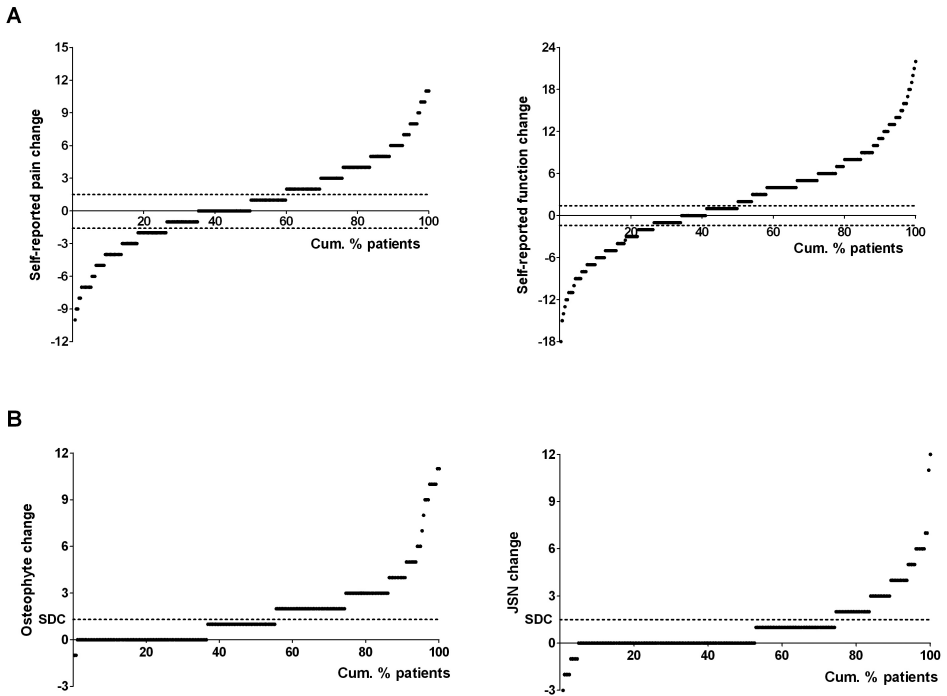 A
Self-reported pain change
15
12
9
6
3
0
-3
-6
-9
-12
20 40 60 80 100
Cum. % patients
Self-reported function change
24
18
12
6
0
-6
-12
-18
20 40 60 80 100
Cum. % patients
B
Osteophyte change
12
9
6
3
SDC
0
-3
20 40 60 80 100
Cum. % patients
JSN change
12
9
6
3
SDC
0
-3
20 40 60 80 100
Cum. % patients